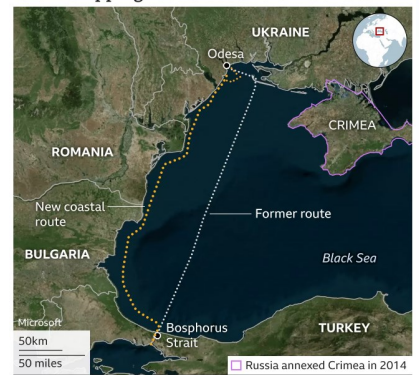 UKRAINE
Odesa
CRIMEA
ROMANIA
New coastal
route
Former route
BULGARIA
Black Sea
Microsoft
Bosphorus
Strait
TURKEY
50km
50 miles
Russia annexed Crimea in 2014